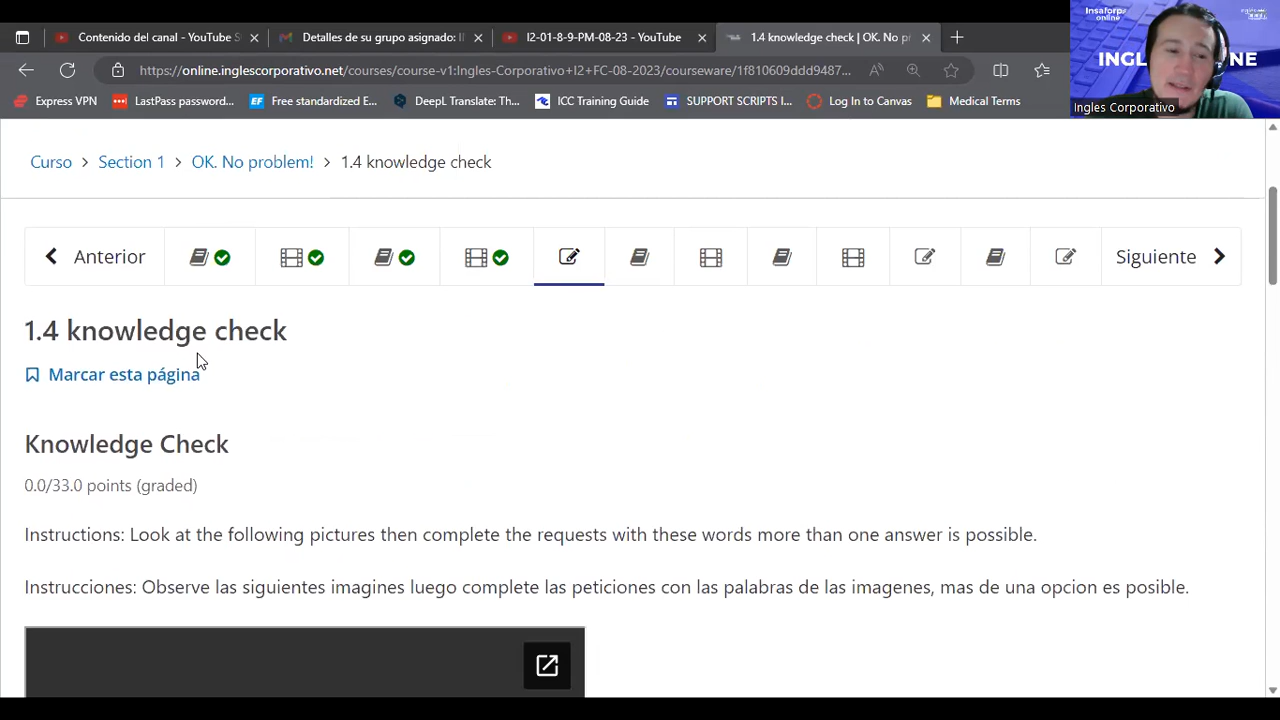 Contenido del canal - YouTube S
Detalles de su grupo asignado: I
I2-01-8-9-PM-08-23 - YouTube
1.4 knowledge check | OK. No pr
https://online.inglescorporativo.net/courses/course-v1:Ingles-Corporativo+I2+FC-08-2023/courseware/1f810609ddd9487...
Express VPN
LastPass password...
Free standardized E...
DeepL Translate: Th...
ICC Training Guide
SUPPORT SCRIPTS I...
Log In to Canvas
Medical Terms
Insaforp
online
INGL
NE
Ingles Corporativo
Curso > Section 1 > OK. No problem! > 1.4 knowledge check
Anterior
Siguiente
1.4 knowledge check
Marcar esta página
Knowledge Check
0.0/33.0 points (graded)
Instructions: Look at the following pictures then complete the requests with these words more than one answer is possible.
Instrucciones: Observe las siguientes imagines luego complete las peticiones con las palabras de las imagenes, mas de una opcion es posible.